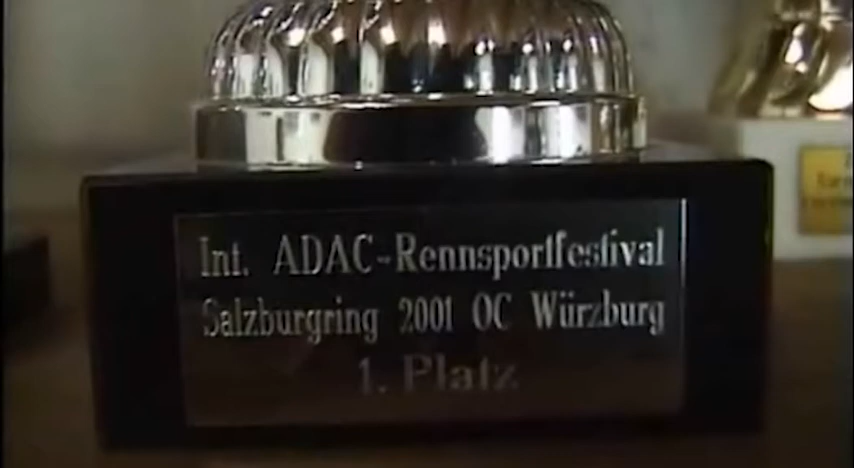 Int. ADAC-Rennsportfestival
Salzburgring 2001 OC Würzburg
1. Platz